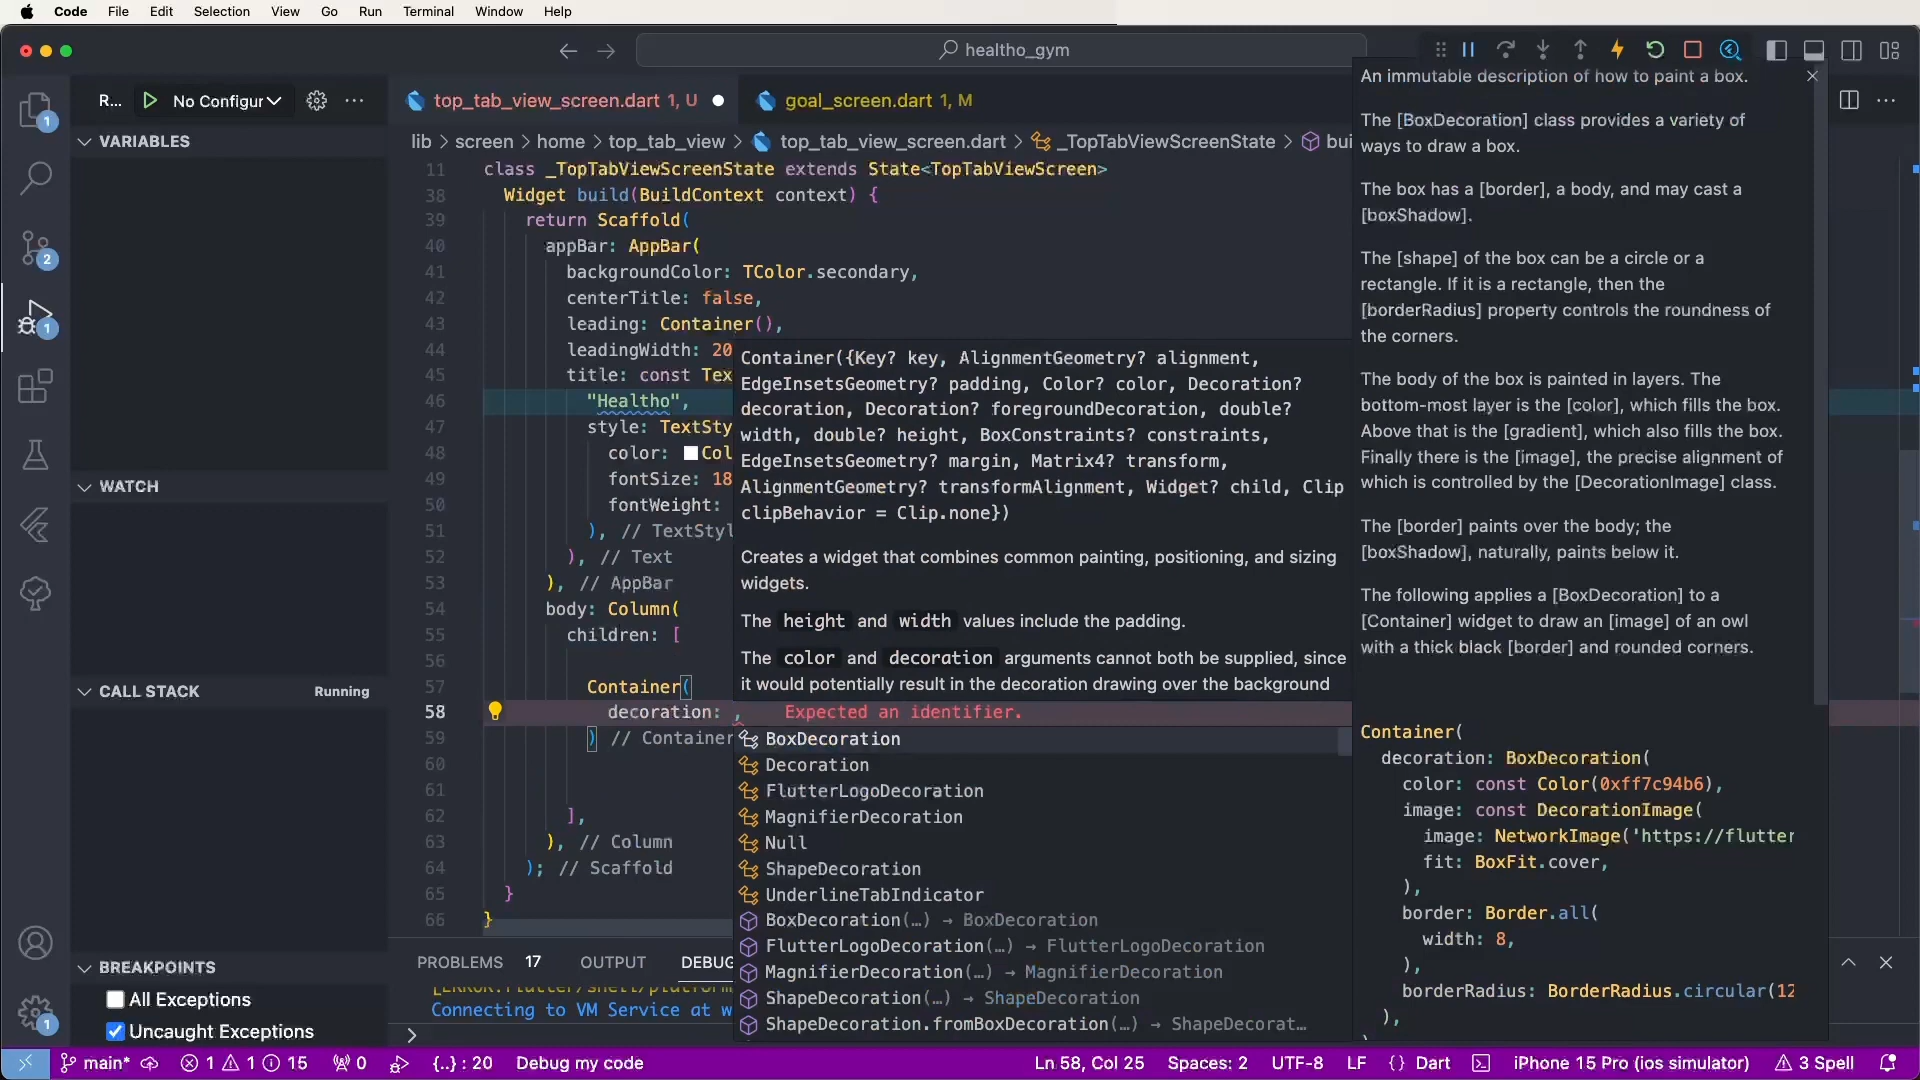 Code File Edit Selection View Go Run Terminal Window Help
healtho_gym
R... No Configur
top_tab_view_screen.dart 1, U
goal_screen.dart 1, M
lib > screen > home > top_tab_view > top_tab_view_screen.dart > _TopTabViewScreenState > bui
VARIABLES
WATCH
CALL STACK Running
BREAKPOINTS
All Exceptions
Uncaught Exceptions
1
2
1
1
11 class _TopTabViewScreenState extends State<TopTabViewScreen>
38 Widget build(BuildContext context) {
39 return Scaffold(
40 appBar: AppBar(
41 backgroundColor: TColor.secondary,
42 centerTitle: false,
43 leading: Container(),
44 leadingWidth: 20
45 title: const Tex
46 "Healtho",
47 style: TextSty
48 color: Col
49 fontSize: 18
50 fontWeight:
51 ), // TextStyl
52 ), // Text
53 ), // AppBar
54 body: Column(
55 children: [
56
57 Container(
58 decoration: , Expected an identifier.
59 ) // Container
60
61
62 ],
63 ), // Column
64 ); // Scaffold
65 }
66 }
Container({Key? key, AlignmentGeometry? alignment,
EdgeInsetsGeometry? padding, Color? color, Decoration?
decoration, Decoration? foregroundDecoration, double?
width, double? height, BoxConstraints? constraints,
EdgeInsetsGeometry? margin, Matrix4? transform,
AlignmentGeometry? transformAlignment, Widget? child, Clip
clipBehavior = Clip.none})
Creates a widget that combines common painting, positioning, and sizing
widgets.
The height and width values include the padding.
The color and decoration arguments cannot both be supplied, since
it would potentially result in the decoration drawing over the background
BoxDecoration
Decoration
FlutterLogoDecoration
MagnifierDecoration
Null
ShapeDecoration
UnderlineTabIndicator
BoxDecoration(…) → BoxDecoration
FlutterLogoDecoration(…) → FlutterLogoDecoration
MagnifierDecoration(…) → MagnifierDecoration
ShapeDecoration(…) → ShapeDecoration
ShapeDecoration.fromBoxDecoration(…) → ShapeDecorat…
An immutable description of how to paint a box.
The [BoxDecoration] class provides a variety of
ways to draw a box.
The box has a [border], a body, and may cast a
[boxShadow].
The [shape] of the box can be a circle or a
rectangle. If it is a rectangle, then the
[borderRadius] property controls the roundness of
the corners.
The body of the box is painted in layers. The
bottom-most layer is the [color], which fills the box.
Above that is the [gradient], which also fills the box.
Finally there is the [image], the precise alignment of
which is controlled by the [DecorationImage] class.
The [border] paints over the body; the
[boxShadow], naturally, paints below it.
The following applies a [BoxDecoration] to a
[Container] widget to draw an [image] of an owl
with a thick black [border] and rounded corners.
Container(
decoration: BoxDecoration(
color: const Color(0xff7c94b6),
image: const DecorationImage(
image: NetworkImage('https://flutter
fit: BoxFit.cover,
),
border: Border.all(
width: 8,
),
borderRadius: BorderRadius.circular(12
),
PROBLEMS 17 OUTPUT DEBUG
Connecting to VM Service at w
>
main* 1 1 15 0 {..} : 20 Debug my code Ln 58, Col 25 Spaces: 2 UTF-8 LF {} Dart iPhone 15 Pro (ios simulator) 3 Spell